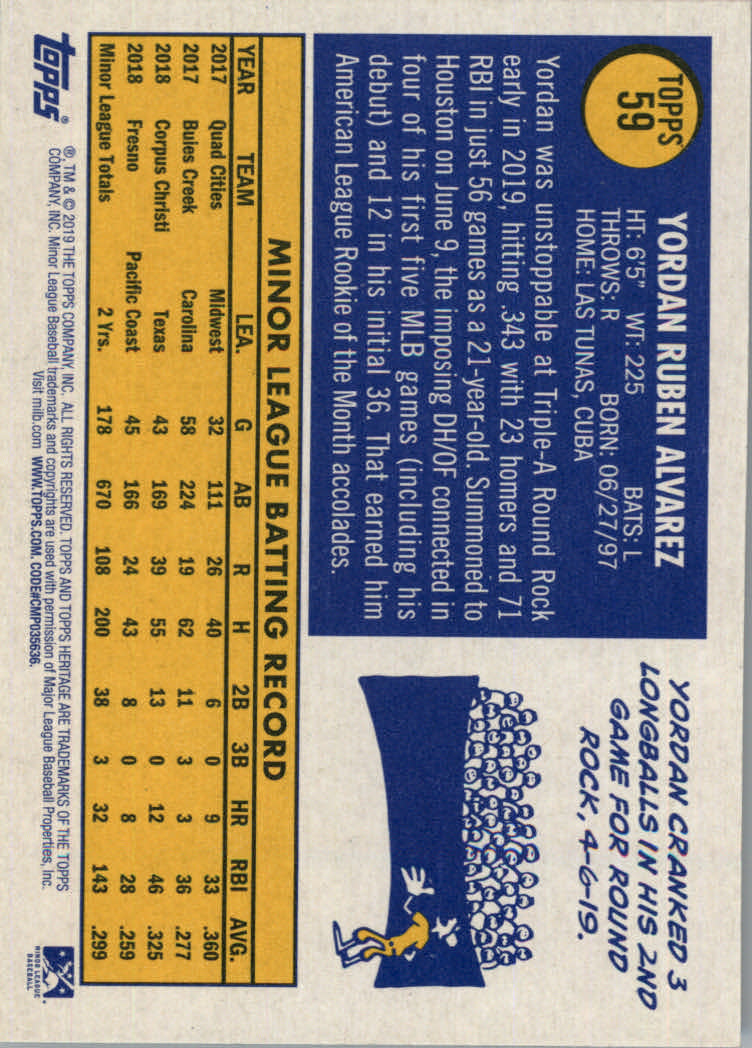 TOPPS
59
YORDAN RUBEN ALVAREZ
HT: 6'5" WT: 225 BATS: L
THROWS: R BORN: 06/27/97
HOME: LAS TUNAS, CUBA
Yordan was unstoppable at Triple-A Round Rock
early in 2019, hitting .343 with 23 homers and 71
RBI in just 56 games as a 21-year-old. Summoned to
Houston on June 9, the imposing DH/OF connected in
four of his first five MLB games (including his
debut) and 12 in his initial 36. That earned him
American League Rookie of the Month accolades.
YORDAN CRANKED 3
LONGBALLS IN HIS 2ND
GAME FOR ROUND
ROCK, 4-6-19.
MINOR LEAGUE BATTING RECORD
YEAR TEAM LEA. G AB R H 2B 3B HR RBI AVG.
2017 Quad Cities Midwest 32 111 26 40 6 0 9 33 .360
2017 Buies Creek Carolina 58 224 19 62 11 3 3 36 .277
2018 Corpus Christi Texas 43 169 39 55 13 0 12 46 .325
2018 Fresno Pacific Coast 45 166 24 43 8 0 8 28 .259
Minor League Totals 2 Yrs. 178 670 108 200 38 3 32 143 .299
topps®
®, TM & © 2019 THE TOPPS COMPANY, INC. ALL RIGHTS RESERVED. TOPPS AND TOPPS HERITAGE ARE TRADEMARKS OF THE TOPPS
COMPANY, INC. Minor League Baseball trademarks and copyrights are used with permission of Major League Baseball Properties, Inc.
Visit milb.com WWW.TOPPS.COM. CODE#CMP035636.
MINOR LEAGUE
BASEBALL